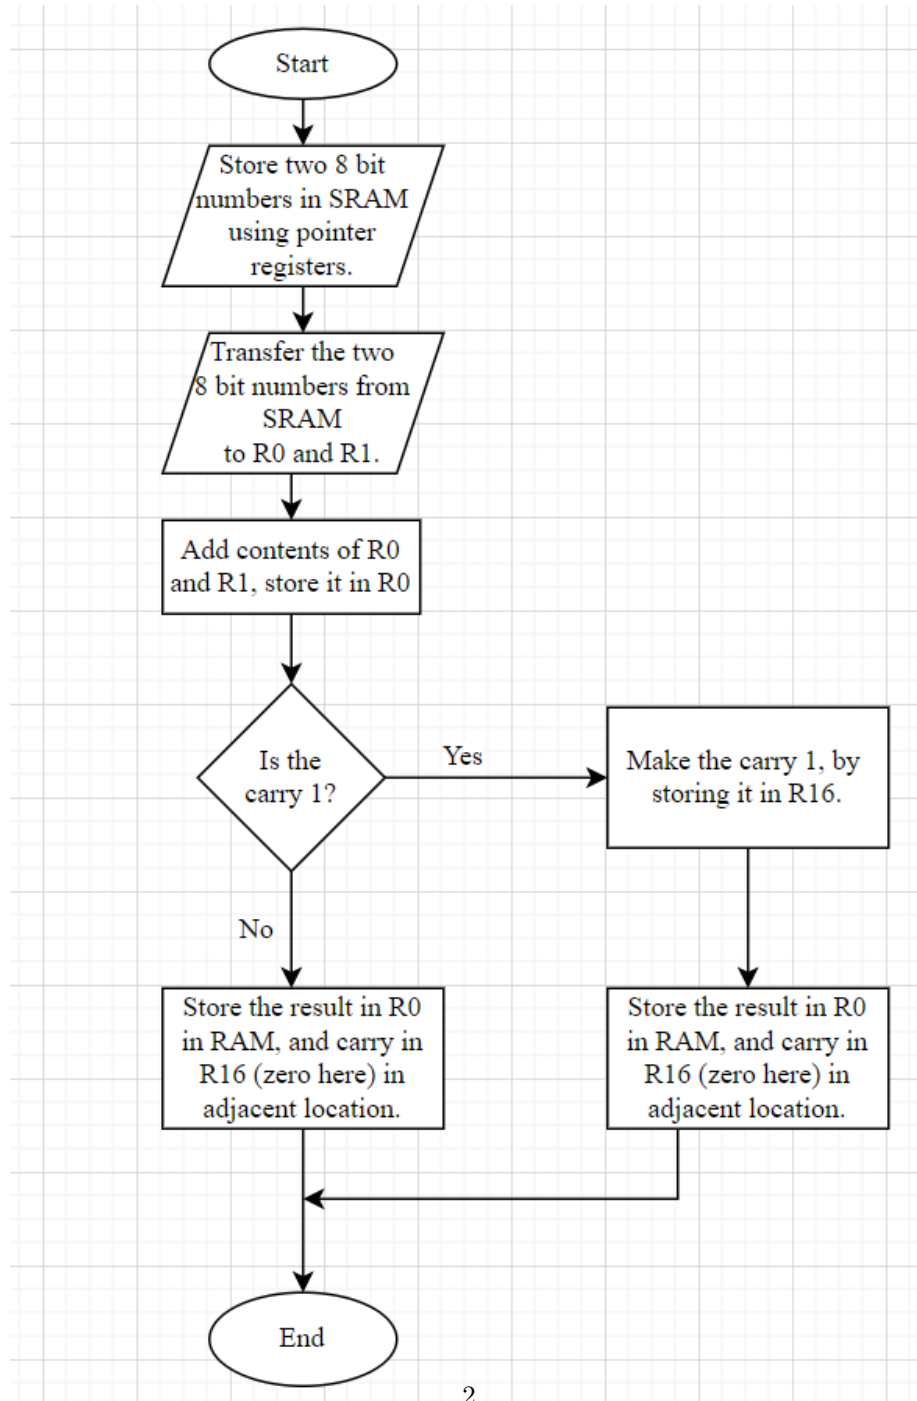 Start
Store two 8 bit
numbers in SRAM
using pointer
registers.
Transfer the two
8 bit numbers from
SRAM
to R0 and R1.
Add contents of R0
and R1, store it in R0
Is the
carry 1?
Yes
Make the carry 1, by
storing it in R16.
No
Store the result in R0
in RAM, and carry in
R16 (zero here) in
adjacent location.
Store the result in R0
in RAM, and carry in
R16 (zero here) in
adjacent location.
End
2